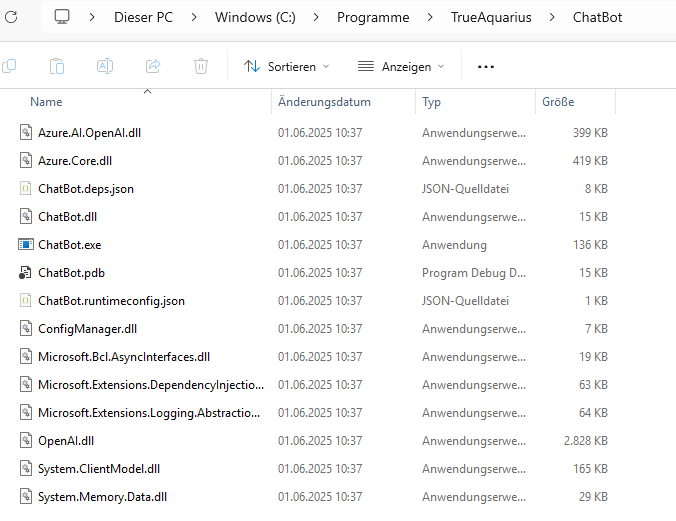 Dieser PC > Windows (C:) > Programme > TrueAquarius > ChatBot
Sortieren Anzeigen ...
Name Änderungsdatum Typ Größe
Azure.AI.OpenAI.dll 01.06.2025 10:37 Anwendungserwe... 399 KB
Azure.Core.dll 01.06.2025 10:37 Anwendungserwe... 419 KB
ChatBot.deps.json 01.06.2025 10:37 JSON-Quelldatei 8 KB
ChatBot.dll 01.06.2025 10:37 Anwendungserwe... 15 KB
ChatBot.exe 01.06.2025 10:37 Anwendung 136 KB
ChatBot.pdb 01.06.2025 10:37 Program Debug D... 15 KB
ChatBot.runtimeconfig.json 01.06.2025 10:37 JSON-Quelldatei 1 KB
ConfigManager.dll 01.06.2025 10:37 Anwendungserwe... 7 KB
Microsoft.Bcl.AsyncInterfaces.dll 01.06.2025 10:37 Anwendungserwe... 19 KB
Microsoft.Extensions.DependencyInjectio... 01.06.2025 10:37 Anwendungserwe... 63 KB
Microsoft.Extensions.Logging.Abstractio... 01.06.2025 10:37 Anwendungserwe... 64 KB
OpenAI.dll 01.06.2025 10:37 Anwendungserwe... 2.828 KB
System.ClientModel.dll 01.06.2025 10:37 Anwendungserwe... 165 KB
System.Memory.Data.dll 01.06.2025 10:37 Anwendungserwe... 29 KB